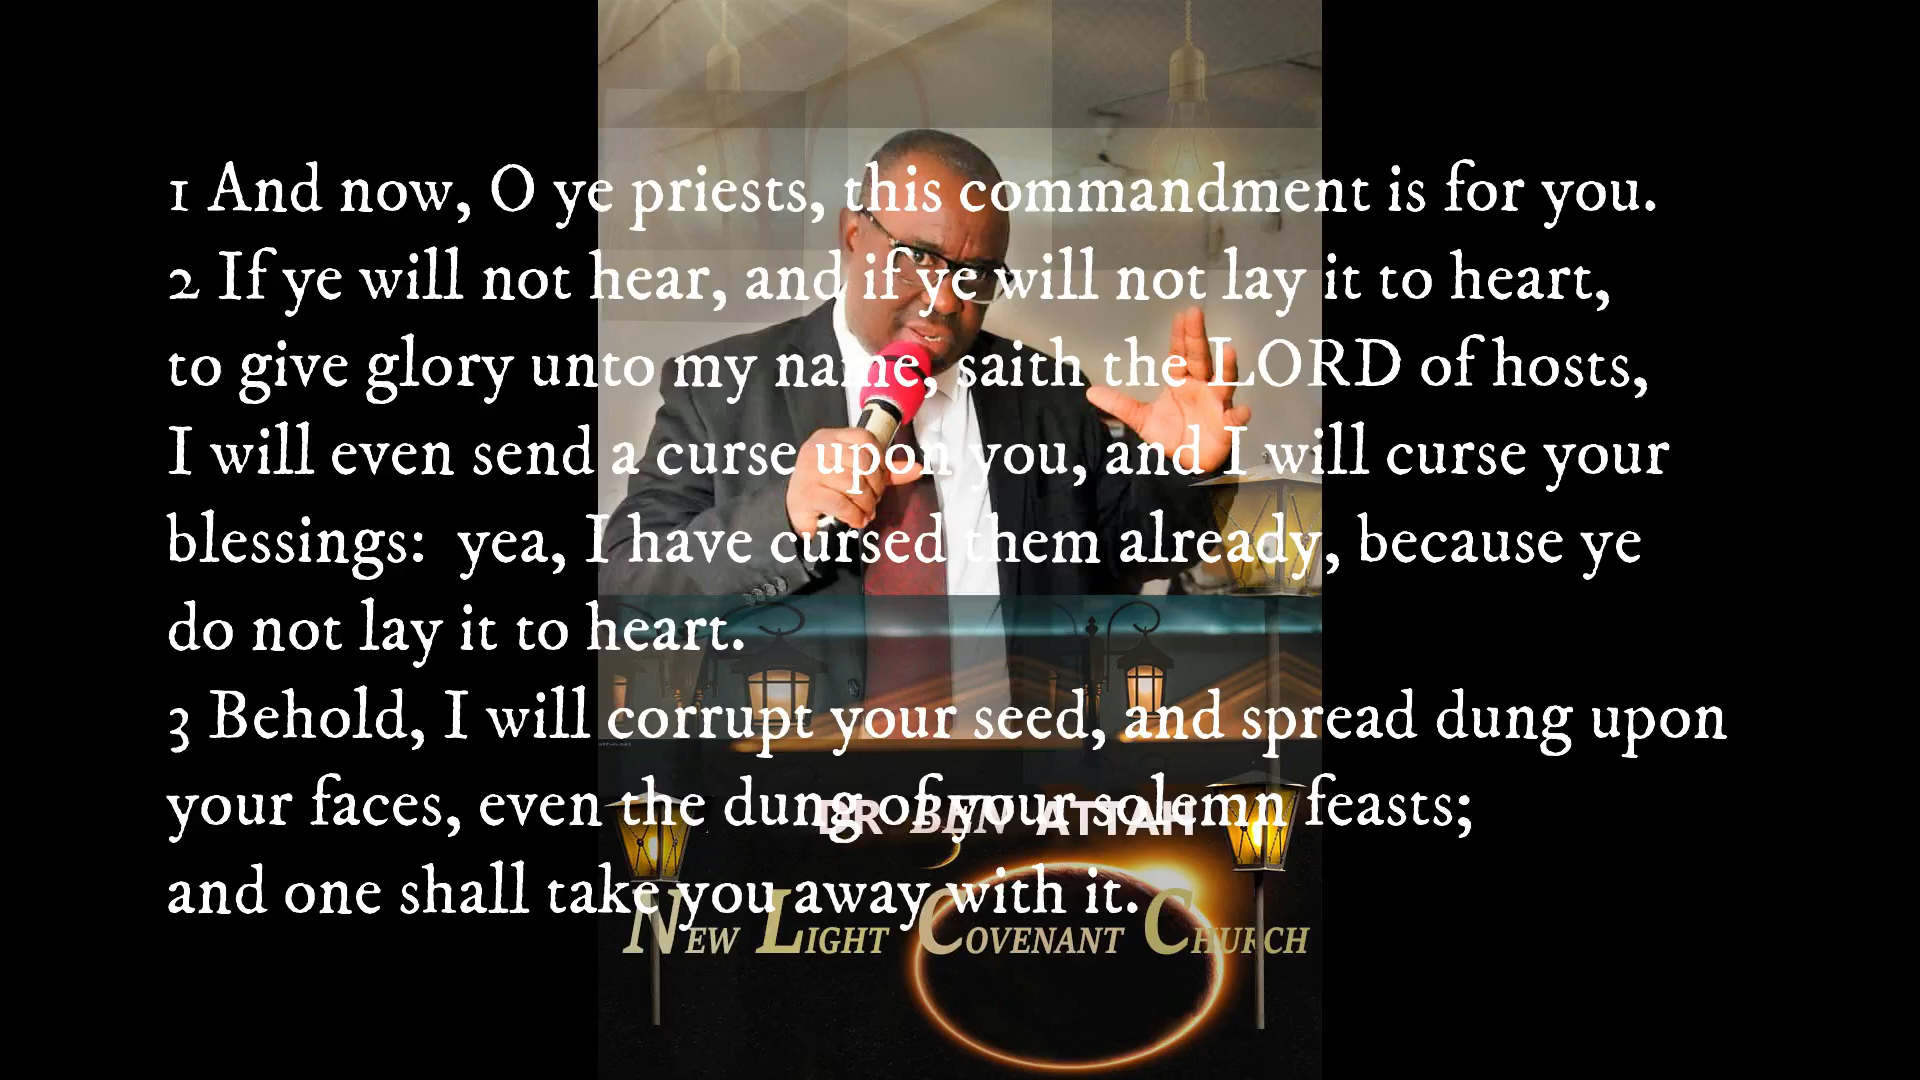 1 And now, O ye priests, this commandment is for you.
2 If ye will not hear, and if ye will not lay it to heart,
to give glory unto my name, saith the LORD of hosts,
I will even send a curse upon you, and I will curse your
blessings:  yea, I have cursed them already, because ye
do not lay it to heart.
3 Behold, I will corrupt your seed, and spread dung upon
your faces, even the dung of your solemn feasts;
and one shall take you away with it.
DR BEN ATTAH
NEW LIGHT COVENANT CHURCH